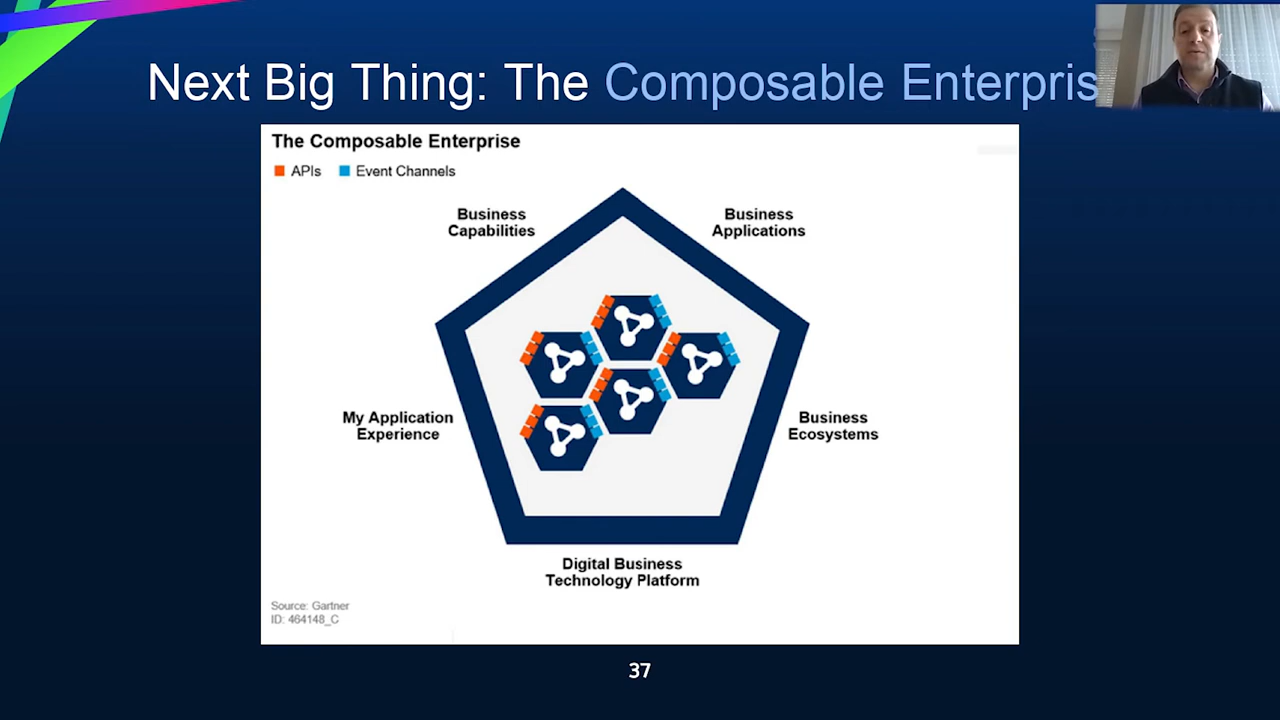 Next Big Thing: The Composable Enterpris
The Composable Enterprise
APIs Event Channels
Business
Capabilities
Business
Applications
My Application
Experience
Business
Ecosystems
Digital Business
Technology Platform
Source: Gartner
ID: 464148_C
37